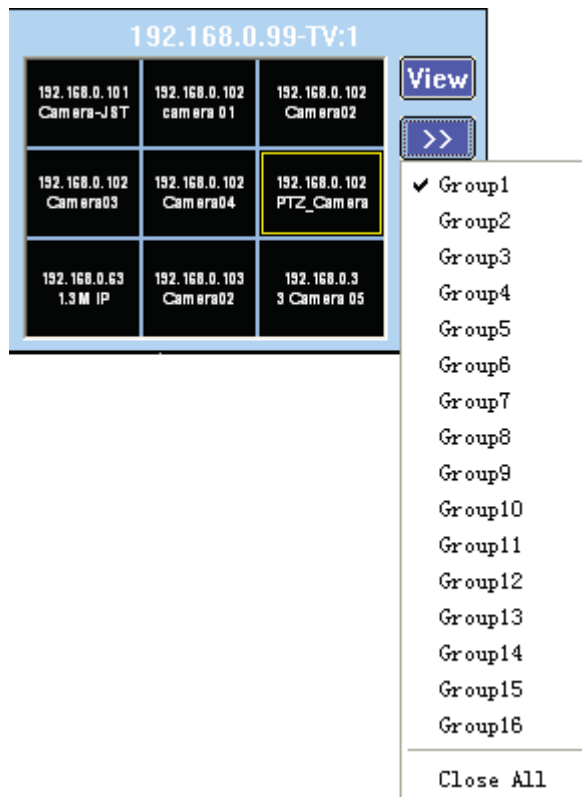 192.168.0.99-TV:1
View
>>
192.168.0.101
Camera-JST
192.168.0.102
camera 01
192.168.0.102
Camera02
192.168.0.102
Camera03
192.168.0.102
Camera04
192.168.0.102
PTZ_Camera
192.168.0.63
1.3M IP
192.168.0.103
Camera02
192.168.0.3
3 Camera 05
Group1
Group2
Group3
Group4
Group5
Group6
Group7
Group8
Group9
Group10
Group11
Group12
Group13
Group14
Group15
Group16
Close All